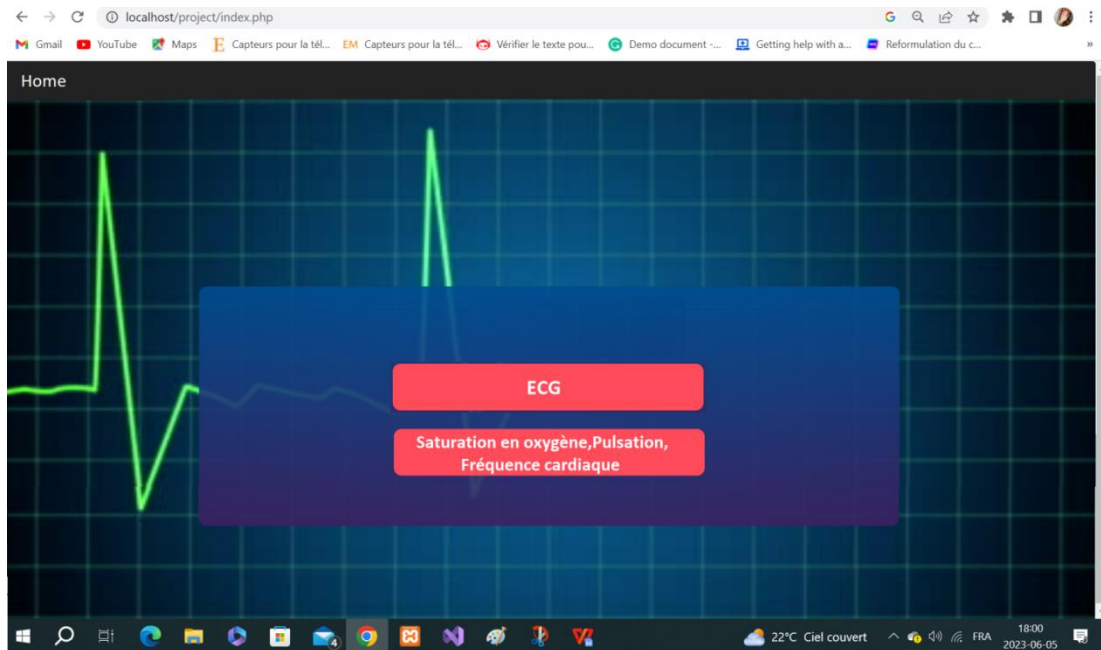 localhost/project/index.php
Gmail YouTube Maps Capteurs pour la tél... EM Capteurs pour la tél... Vérifier le texte pou... Demo document -... Getting help with a... Reformulation du c... »
Home
ECG
Saturation en oxygène,Pulsation,
Fréquence cardiaque
4 22°C Ciel couvert FRA 18:00
2023-06-05